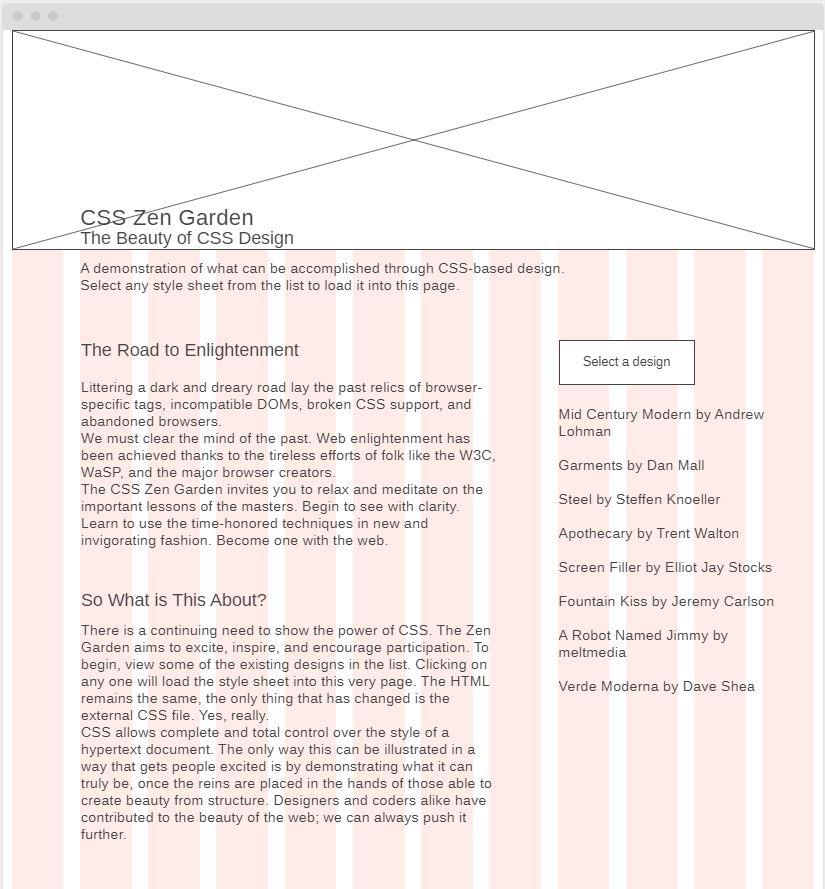 CSS Zen Garden
The Beauty of CSS Design
A demonstration of what can be accomplished through CSS-based design.
Select any style sheet from the list to load it into this page.
The Road to Enlightenment
Littering a dark and dreary road lay the past relics of browser-
specific tags, incompatible DOMs, broken CSS support, and
abandoned browsers.
We must clear the mind of the past. Web enlightenment has
been achieved thanks to the tireless efforts of folk like the W3C,
WaSP, and the major browser creators.
The CSS Zen Garden invites you to relax and meditate on the
important lessons of the masters. Begin to see with clarity.
Learn to use the time-honored techniques in new and
invigorating fashion. Become one with the web.
So What is This About?
There is a continuing need to show the power of CSS. The Zen
Garden aims to excite, inspire, and encourage participation. To
begin, view some of the existing designs in the list. Clicking on
any one will load the style sheet into this very page. The HTML
remains the same, the only thing that has changed is the
external CSS file. Yes, really.
CSS allows complete and total control over the style of a
hypertext document. The only way this can be illustrated in a
way that gets people excited is by demonstrating what it can
truly be, once the reins are placed in the hands of those able to
create beauty from structure. Designers and coders alike have
contributed to the beauty of the web; we can always push it
further.
Select a design
Mid Century Modern by Andrew
Lohman
Garments by Dan Mall
Steel by Steffen Knoeller
Apothecary by Trent Walton
Screen Filler by Elliot Jay Stocks
Fountain Kiss by Jeremy Carlson
A Robot Named Jimmy by
meltmedia
Verde Moderna by Dave Shea